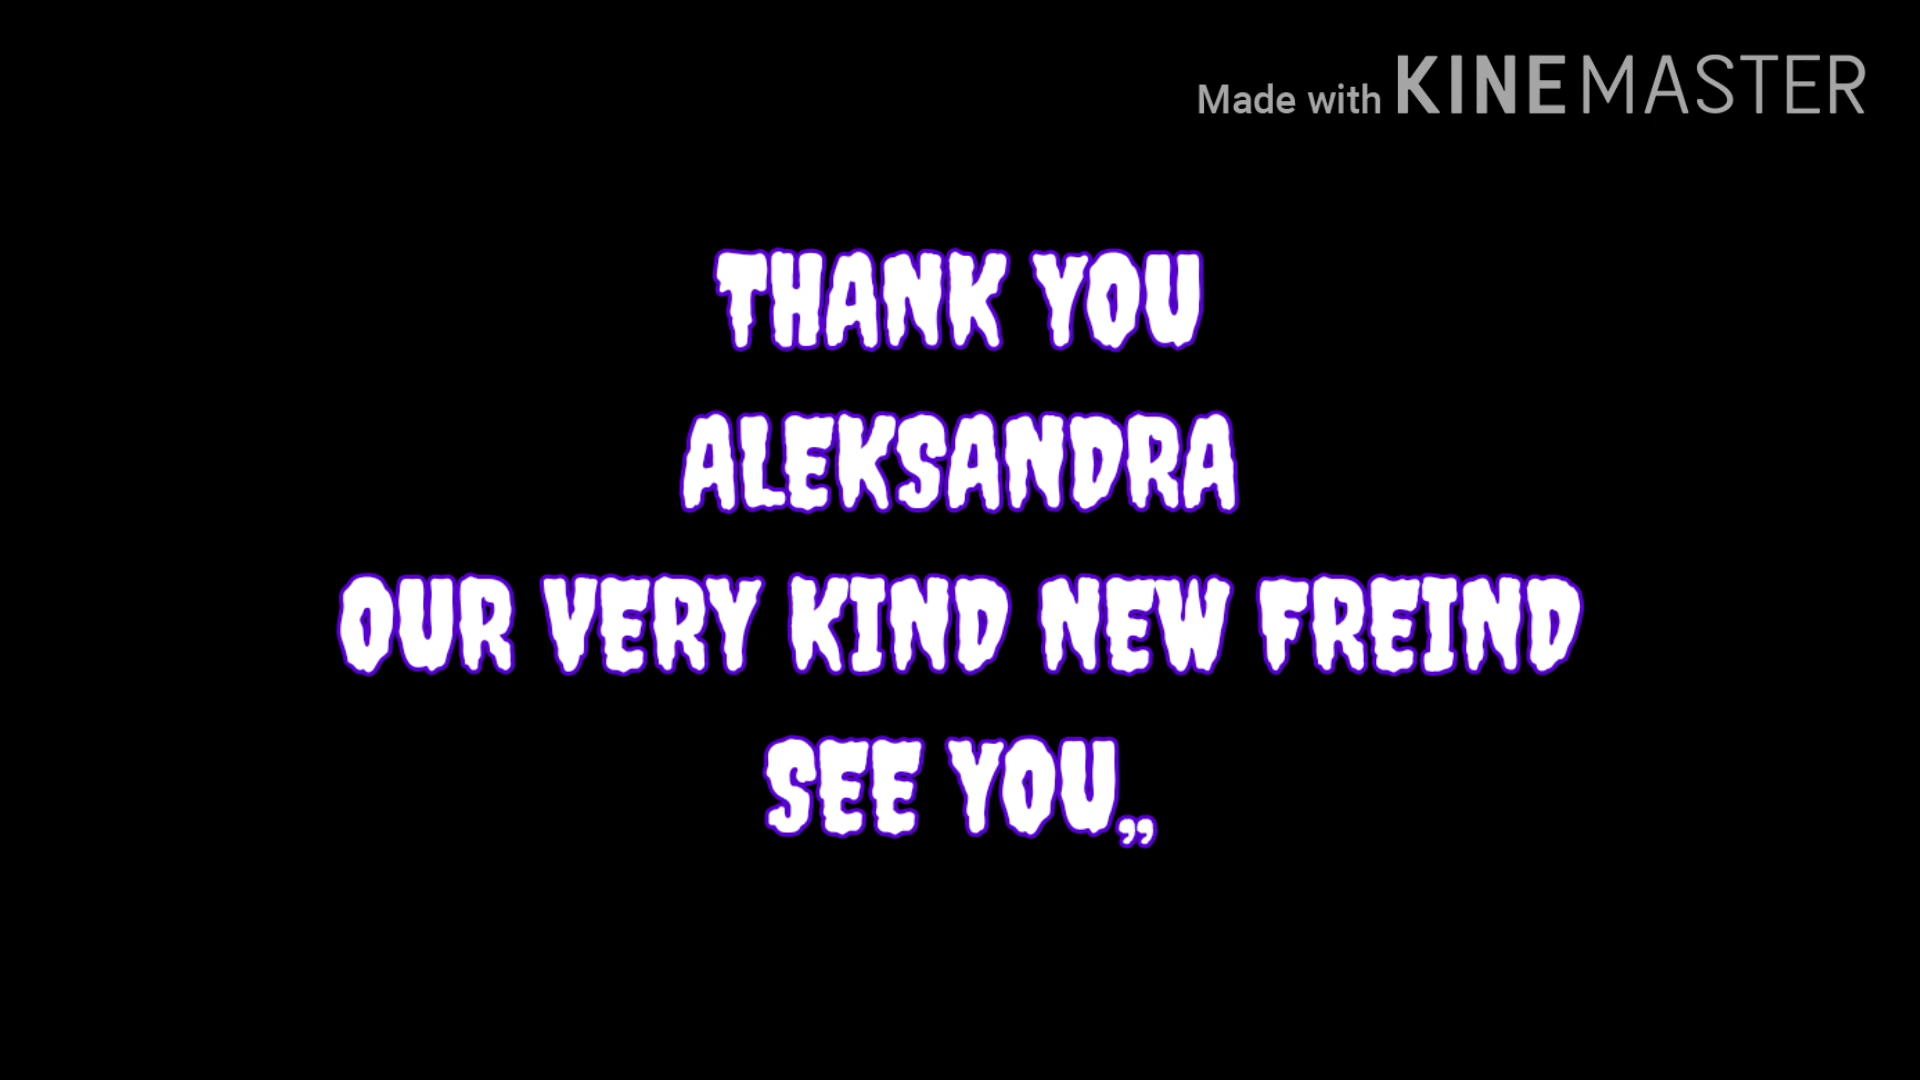 Made with KINEMASTER
THANK YOU
ALEKSANDRA
OUR VERY KIND NEW FREIND
SEE YOU,,